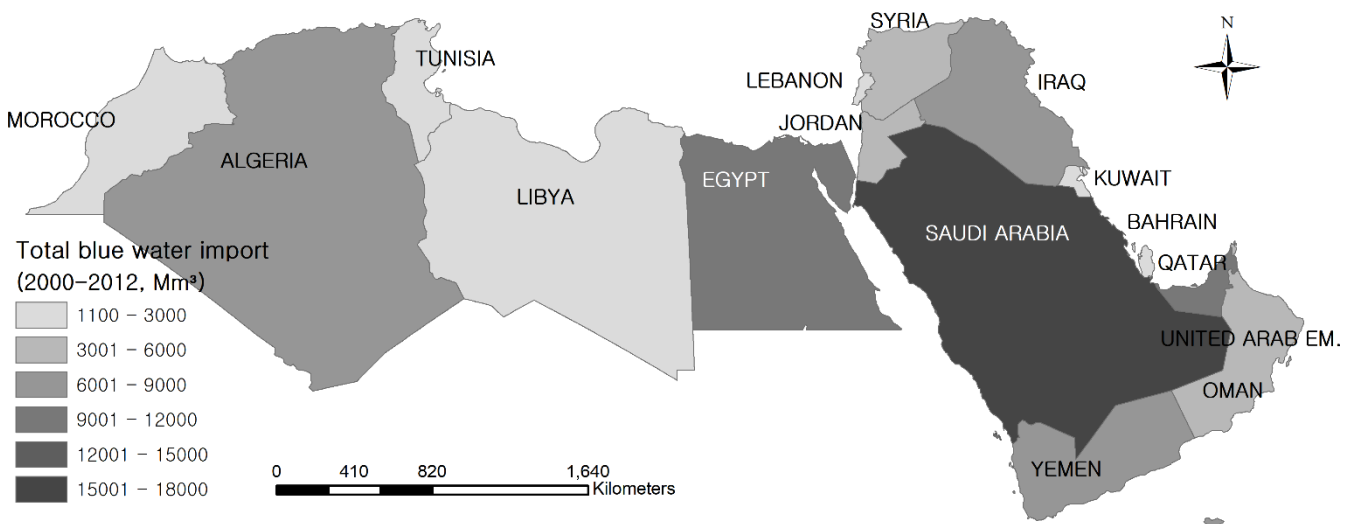 SYRIA
N
TUNISIA
LEBANON
IRAQ
MOROCCO
JORDAN
ALGERIA
EGYPT
KUWAIT
LIBYA
BAHRAIN
SAUDI ARABIA
QATAR
Total blue water import
(2000-2012, Mm³)
1100 - 3000
3001 - 6000
UNITED ARAB EM.
6001 - 9000
OMAN
9001 - 12000
12001 - 15000
YEMEN
15001 - 18000
0 410 820 1,640
Kilometers